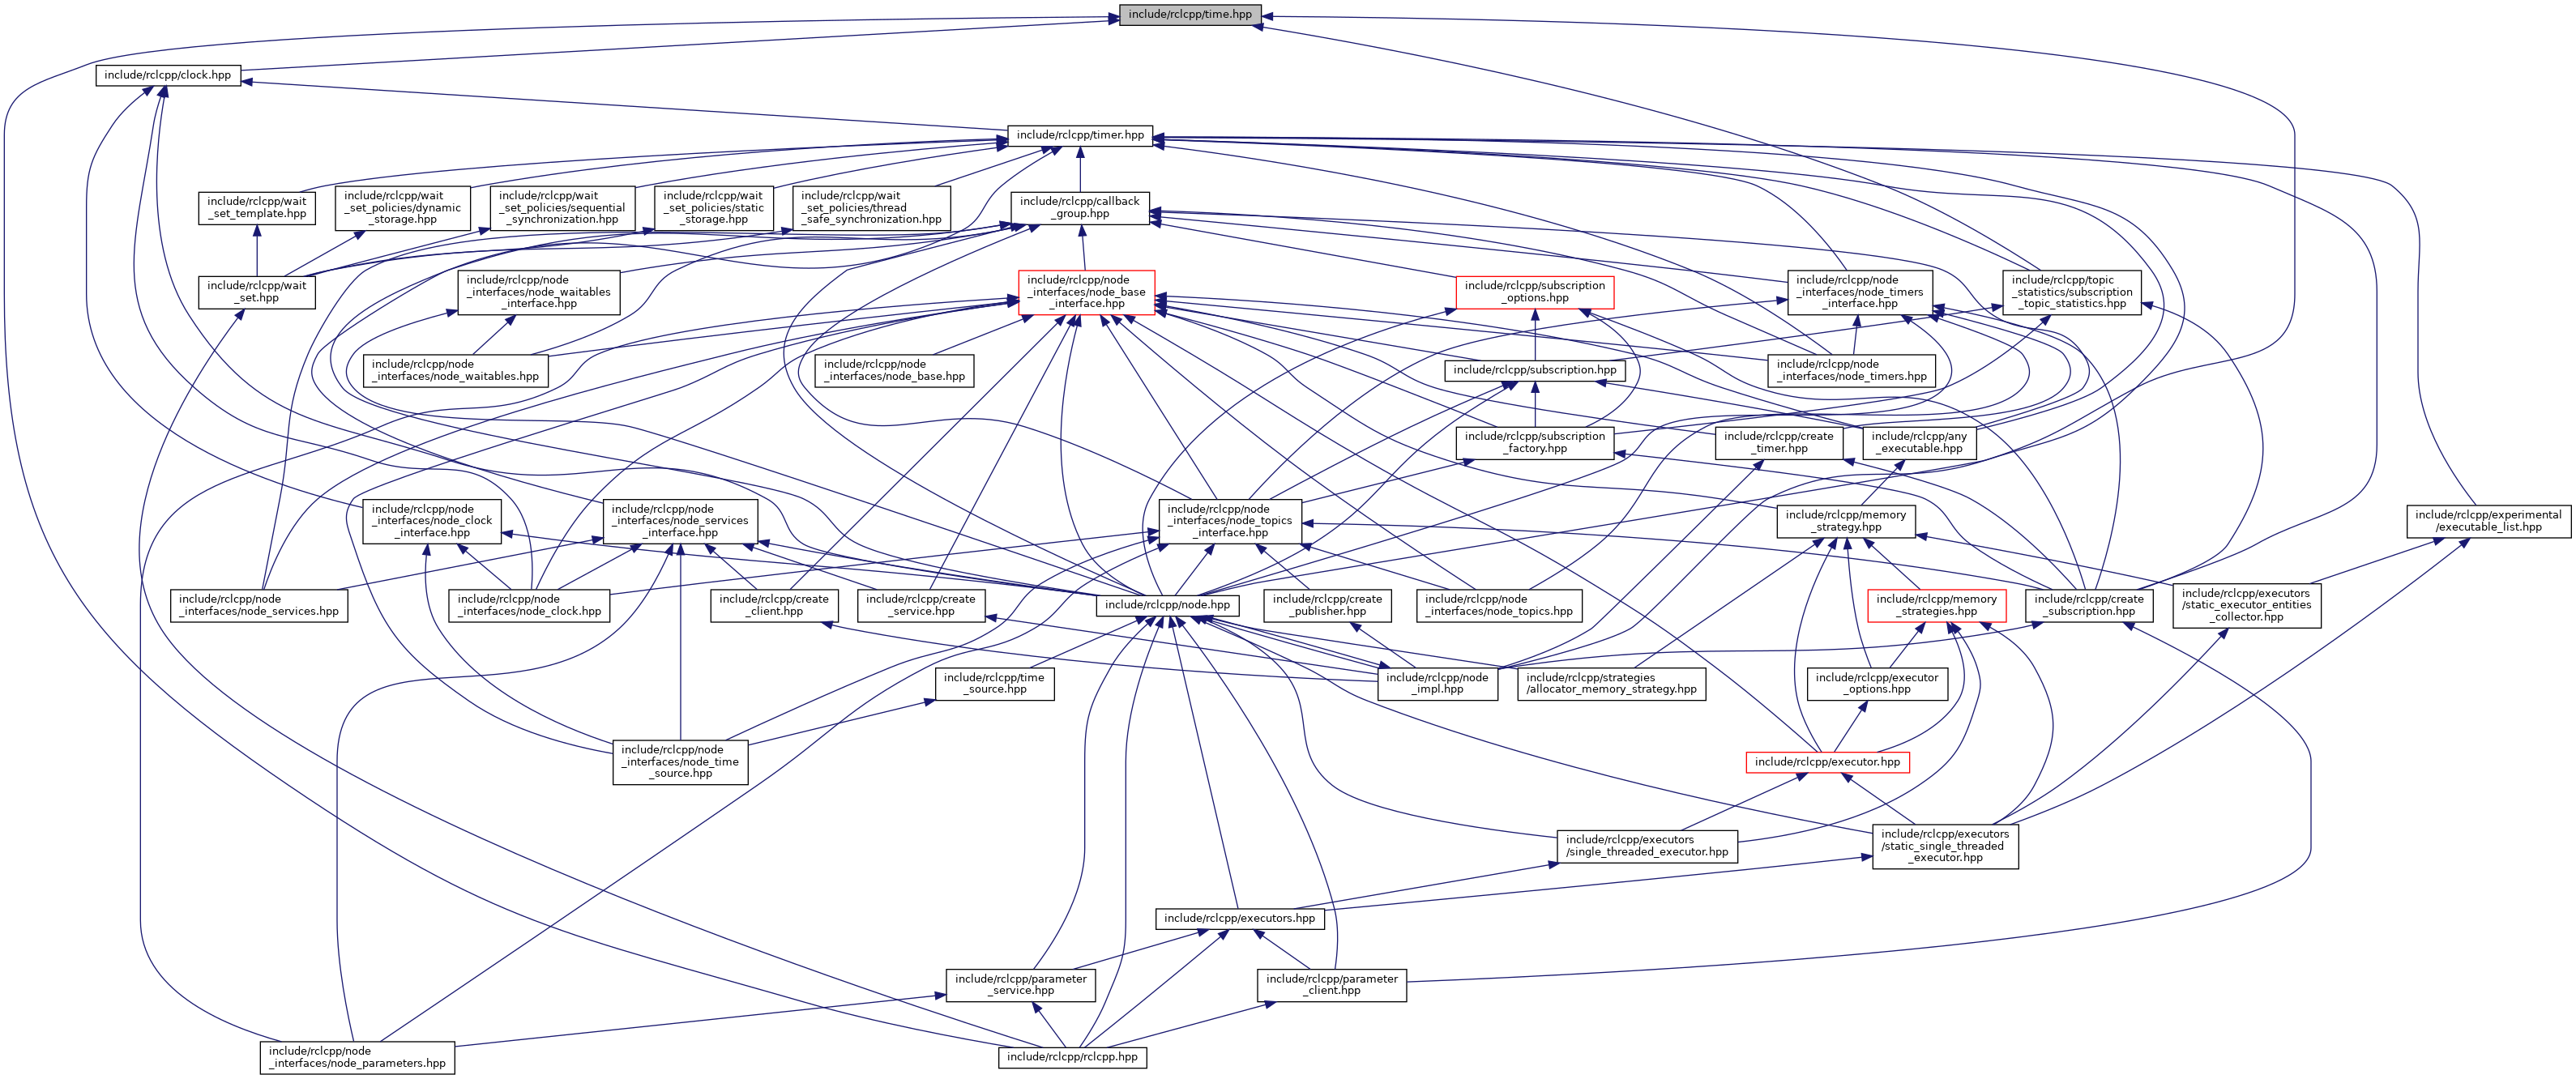 include/rclcpp/time.hpp
include/rclcpp/clock.hpp
include/rclcpp/timer.hpp
include/rclcpp/wait
_set_template.hpp
include/rclcpp/wait
_set_policies/dynamic
_storage.hpp
include/rclcpp/wait
_set_policies/sequential
_synchronization.hpp
include/rclcpp/wait
_set_policies/static
_storage.hpp
include/rclcpp/wait
_set_policies/thread
_safe_synchronization.hpp
include/rclcpp/callback
_group.hpp
include/rclcpp/wait
_set.hpp
include/rclcpp/node
_interfaces/node_waitables
_interface.hpp
include/rclcpp/node
_interfaces/node_base
_interface.hpp
include/rclcpp/subscription
_options.hpp
include/rclcpp/node
_interfaces/node_timers
_interface.hpp
include/rclcpp/topic
_statistics/subscription
_topic_statistics.hpp
include/rclcpp/node
_interfaces/node_waitables.hpp
include/rclcpp/node
_interfaces/node_base.hpp
include/rclcpp/subscription.hpp
include/rclcpp/node
_interfaces/node_timers.hpp
include/rclcpp/subscription
_factory.hpp
include/rclcpp/create
_timer.hpp
include/rclcpp/any
_executable.hpp
include/rclcpp/node
_interfaces/node_clock
_interface.hpp
include/rclcpp/node
_interfaces/node_services
_interface.hpp
include/rclcpp/node
_interfaces/node_topics
_interface.hpp
include/rclcpp/memory
_strategy.hpp
include/rclcpp/experimental
/executable_list.hpp
include/rclcpp/node
_interfaces/node_services.hpp
include/rclcpp/node
_interfaces/node_clock.hpp
include/rclcpp/create
_client.hpp
include/rclcpp/create
_service.hpp
include/rclcpp/node.hpp
include/rclcpp/create
_publisher.hpp
include/rclcpp/node
_interfaces/node_topics.hpp
include/rclcpp/memory
_strategies.hpp
include/rclcpp/create
_subscription.hpp
include/rclcpp/executors
/static_executor_entities
_collector.hpp
include/rclcpp/time
_source.hpp
include/rclcpp/node
_impl.hpp
include/rclcpp/strategies
/allocator_memory_strategy.hpp
include/rclcpp/executor
_options.hpp
include/rclcpp/node
_interfaces/node_time
_source.hpp
include/rclcpp/executor.hpp
include/rclcpp/executors
/single_threaded_executor.hpp
include/rclcpp/executors
/static_single_threaded
_executor.hpp
include/rclcpp/executors.hpp
include/rclcpp/parameter
_service.hpp
include/rclcpp/parameter
_client.hpp
include/rclcpp/node
_interfaces/node_parameters.hpp
include/rclcpp/rclcpp.hpp